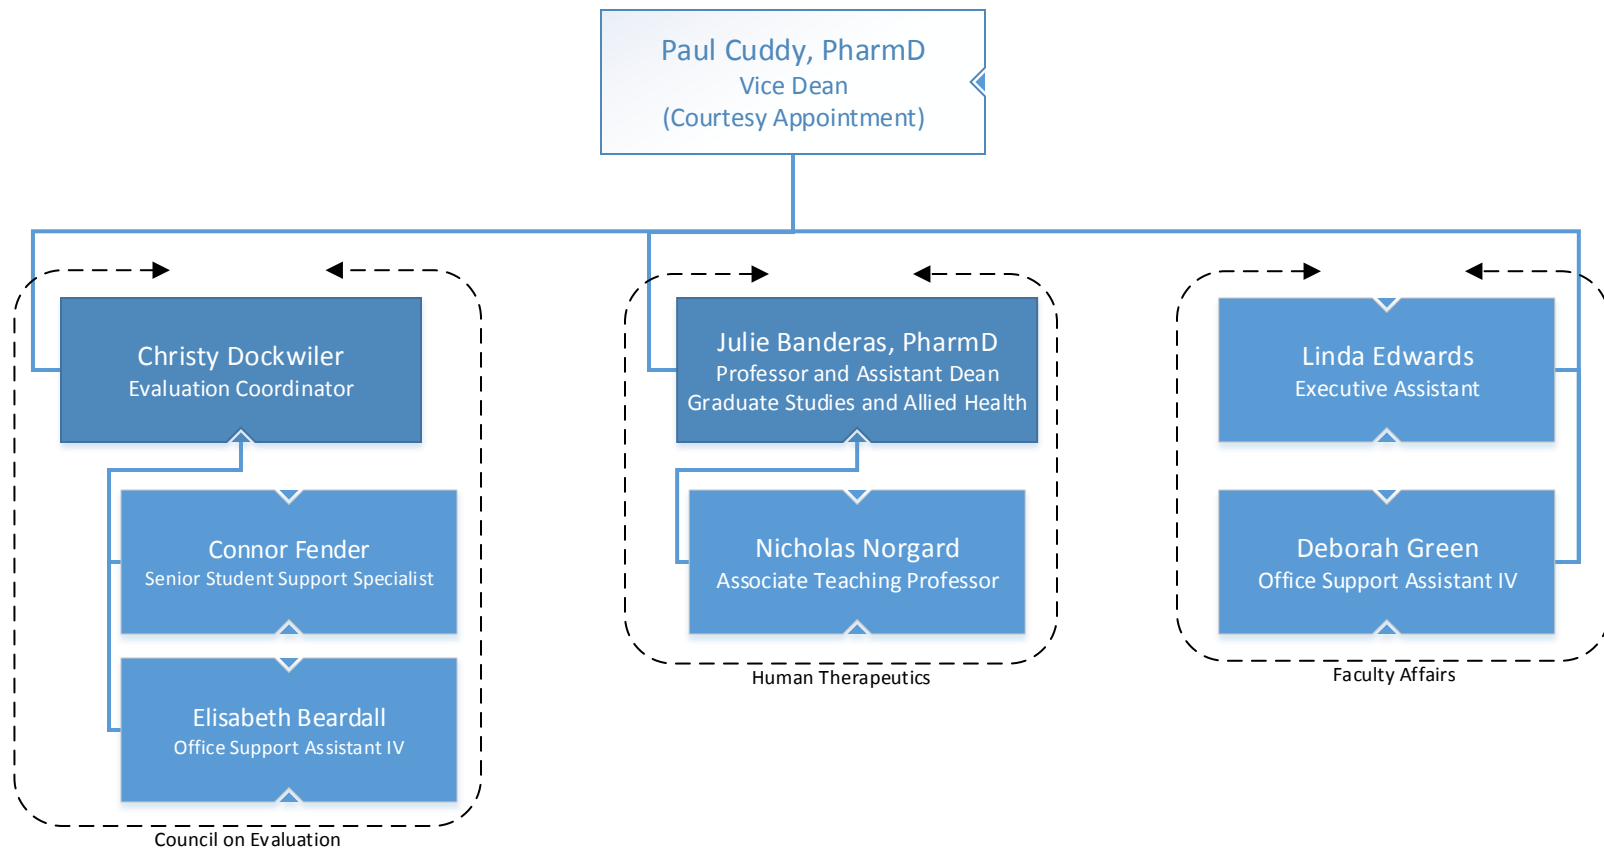 Paul Cuddy, PharmD
Vice Dean
(Courtesy Appointment)
Christy Dockwiler
Evaluation Coordinator
Connor Fender
Senior Student Support Specialist
Elisabeth Beardall
Office Support Assistant IV
Council on Evaluation
Julie Banderas, PharmD
Professor and Assistant Dean
Graduate Studies and Allied Health
Nicholas Norgard
Associate Teaching Professor
Human Therapeutics
Linda Edwards
Executive Assistant
Deborah Green
Office Support Assistant IV
Faculty Affairs